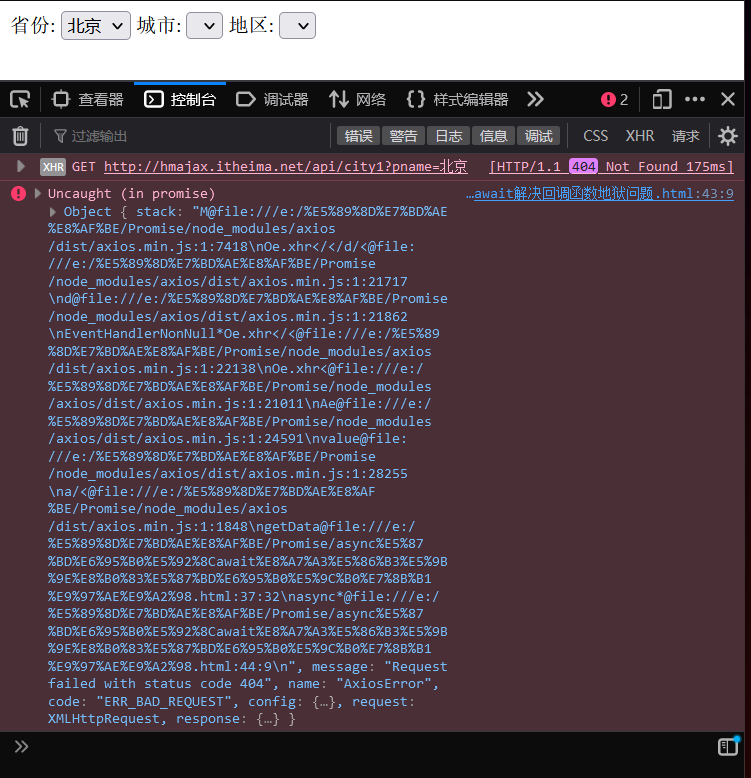 省份: 北京 城市: 地区:
查看器 控制台 调试器 网络 样式编辑器 2
过滤输出 错误 警告 日志 信息 调试 CSS XHR 请求
XHR GET http://hmajax.itheima.net/api/city1?pname=北京 [HTTP/1.1 404 Not Found 175ms]
Uncaught (in promise) …await解决回调函数地狱问题.html:43:9
Object { stack: "M@file:///e:/%E5%89%8D%E7%BD%AE
%E8%AF%BE/Promise/node_modules/axios
/dist/axios.min.js:1:7418\nOe.xhr</</d/<@file:
///e:/%E5%89%8D%E7%BD%AE%E8%AF%BE/Promise
/node_modules/axios/dist/axios.min.js:1:21717
\nd@file:///e:/%E5%89%8D%E7%BD%AE%E8%AF%BE/Promise
/node_modules/axios/dist/axios.min.js:1:21862
\nEventHandlerNonNull*Oe.xhr</<@file:///e:/%E5%89
%8D%E7%BD%AE%E8%AF%BE/Promise/node_modules/axios
/dist/axios.min.js:1:22138\nOe.xhr<@file:///e:/
%E5%89%8D%E7%BD%AE%E8%AF%BE/Promise/node_modules
/axios/dist/axios.min.js:1:21011\nAe@file:///e:/
%E5%89%8D%E7%BD%AE%E8%AF%BE/Promise/node_modules
/axios/dist/axios.min.js:1:24591\nvalue@file:
///e:/%E5%89%8D%E7%BD%AE%E8%AF%BE/Promise
/node_modules/axios/dist/axios.min.js:1:28255
\na/<@file:///e:/%E5%89%8D%E7%BD%AE%E8%AF
%BE/Promise/node_modules/axios
/dist/axios.min.js:1:1848\ngetData@file:///e:/
%E5%89%8D%E7%BD%AE%E8%AF%BE/Promise/async%E5%87
%BD%E6%95%B0%E5%92%8Cawait%E8%A7%A3%E5%86%B3%E5%9B
%9E%E8%B0%83%E5%87%BD%E6%95%B0%E5%9C%B0%E7%8B%B1
%E9%97%AE%E9%A2%98.html:37:32\nasync*@file:///e:/
%E5%89%8D%E7%BD%AE%E8%AF%BE/Promise/async%E5%87
%BD%E6%95%B0%E5%92%8Cawait%E8%A7%A3%E5%86%B3%E5%9B
%9E%E8%B0%83%E5%87%BD%E6%95%B0%E5%9C%B0%E7%8B%B1
%E9%97%AE%E9%A2%98.html:44:9\n", message: "Request
failed with status code 404", name: "AxiosError",
code: "ERR_BAD_REQUEST", config: {…}, request:
XMLHttpRequest, response: {…} }